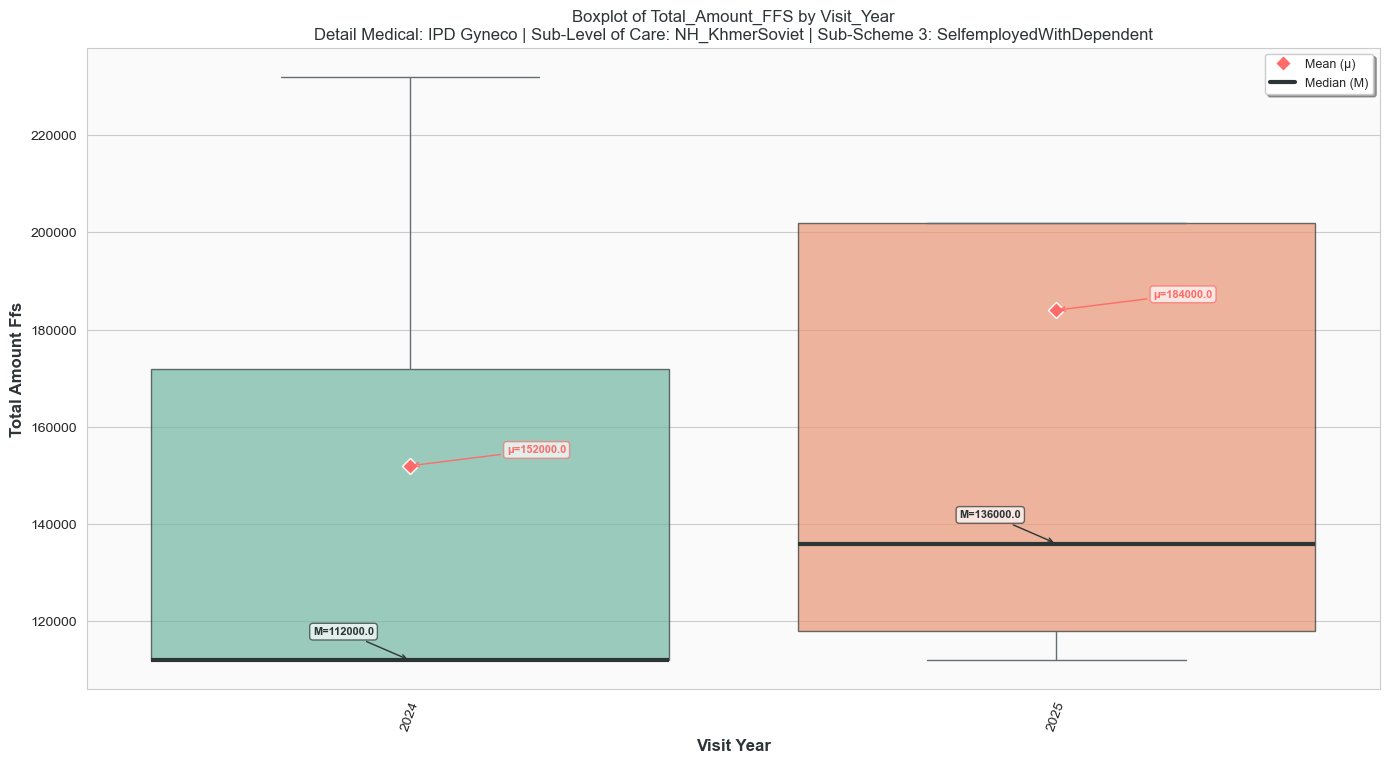 Boxplot of Total_Amount_FFS by Visit_Year
Detail Medical: IPD Gyneco | Sub-Level of Care: NH_KhmerSoviet | Sub-Scheme 3: SelfemployedWithDependent
Mean (μ)
Median (M)
Total Amount Ffs
220000
200000
180000
160000
140000
120000
μ=184000.0
μ=152000.0
M=136000.0
M=112000.0
2024
2025
Visit Year